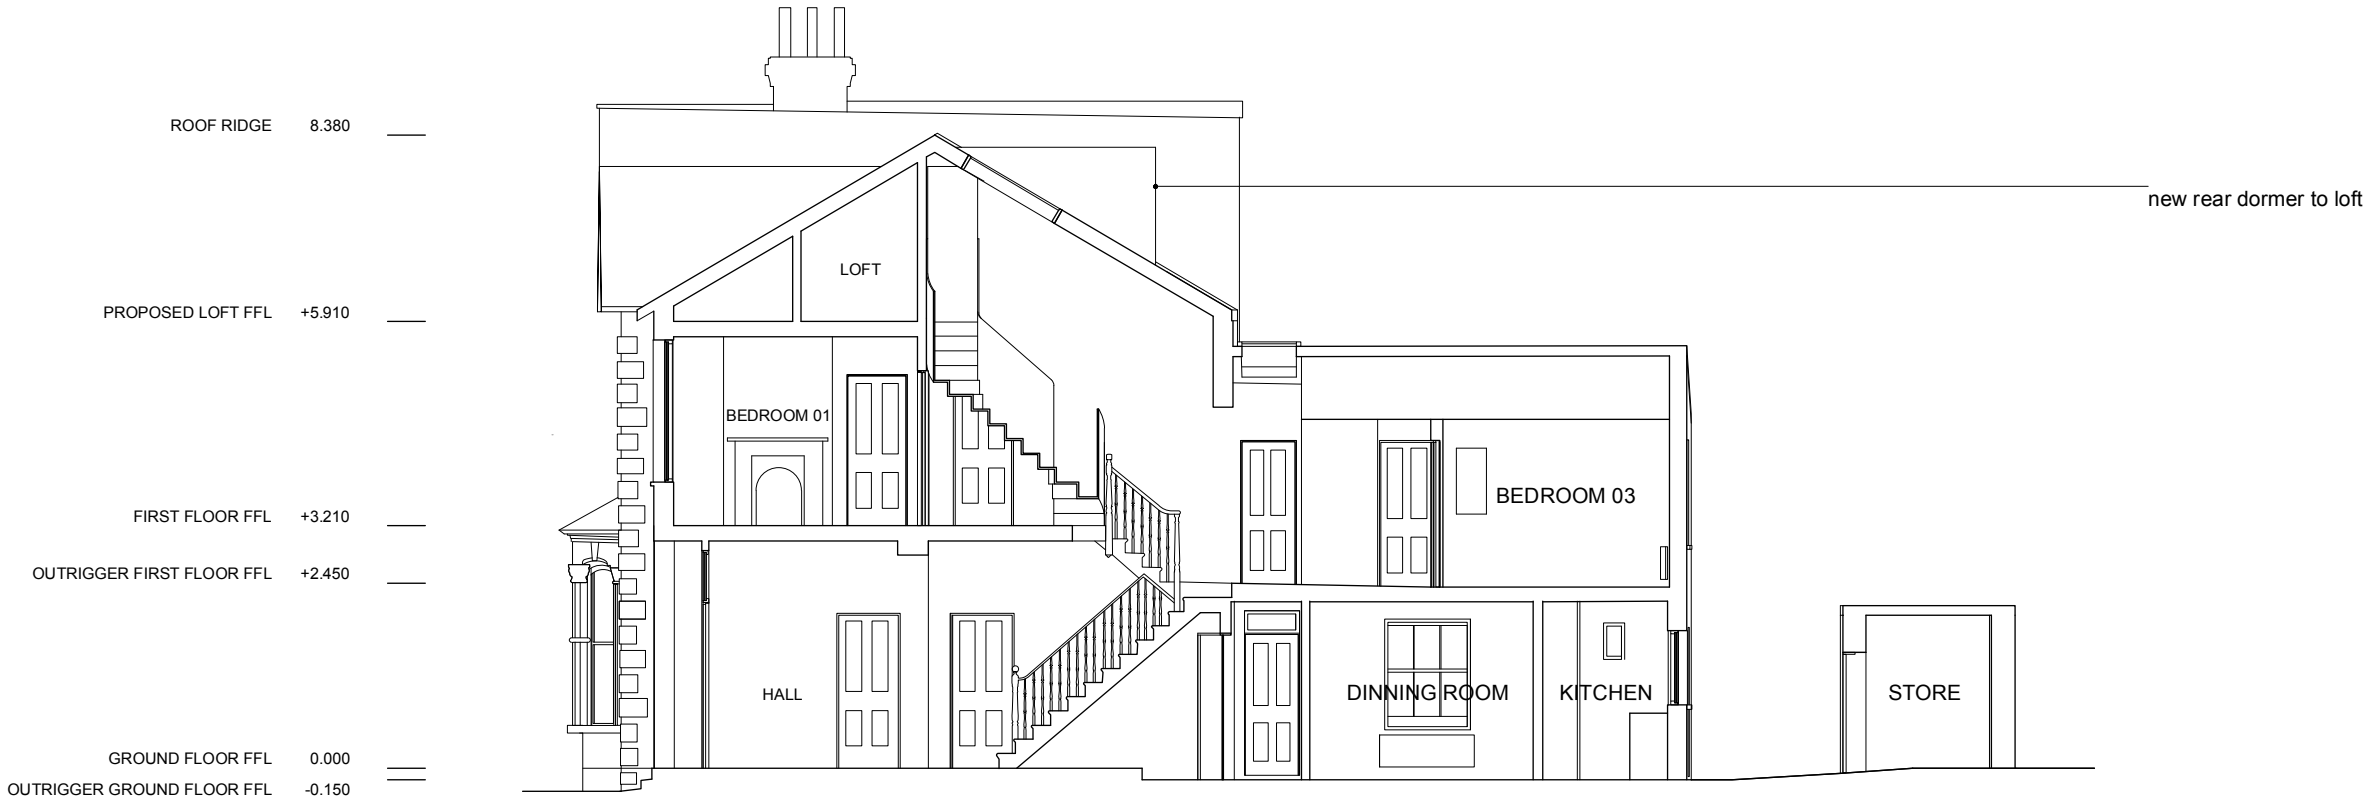 ROOF RIDGE 8.380
new rear dormer to loft
LOFT
PROPOSED LOFT FFL +5.910
BEDROOM 01
BEDROOM 03
FIRST FLOOR FFL +3.210
OUTRIGGER FIRST FLOOR FFL +2.450
HALL
DINNING ROOM
KITCHEN
STORE
GROUND FLOOR FFL 0.000
OUTRIGGER GROUND FLOOR FFL -0.150